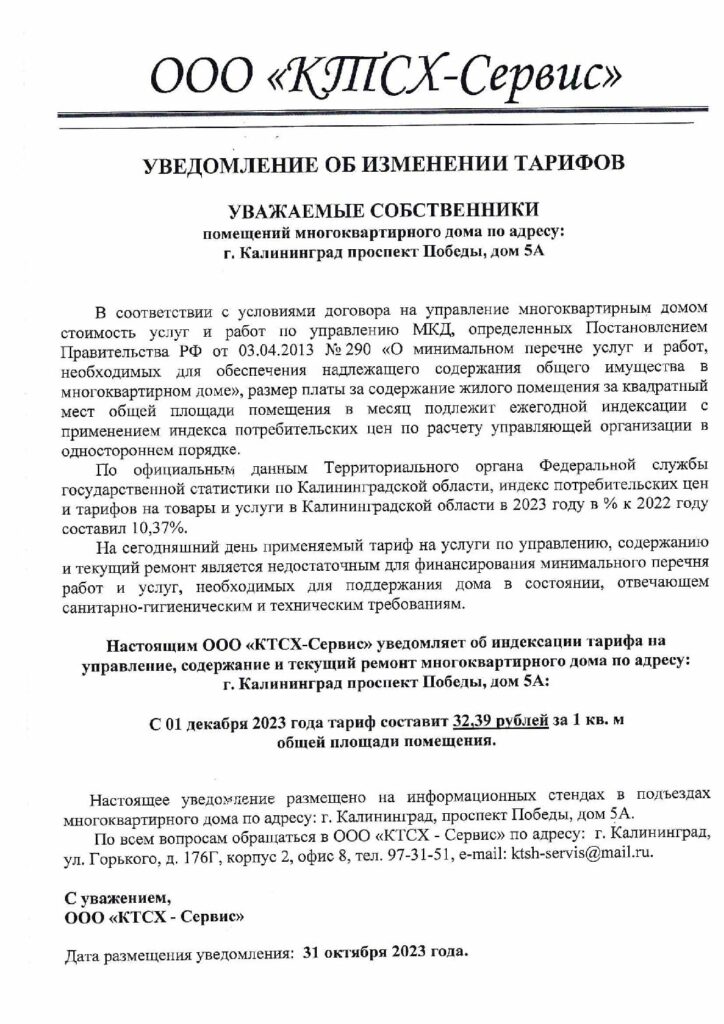 ООО «КТСХ-Сервис»
УВЕДОМЛЕНИЕ ОБ ИЗМЕНЕНИИ ТАРИФОВ
УВАЖАЕМЫЕ СОБСТВЕННИКИ
помещений многоквартирного дома по адресу:
г. Калининград проспект Победы, дом 5А
В соответствии с условиями договора на управление многоквартирным домом
стоимость услуг и работ по управлению МКД, определенных Постановлением
Правительства РФ от 03.04.2013 № 290 «О минимальном перечне услуг и работ,
необходимых для обеспечения надлежащего содержания общего имущества в
многоквартирном доме», размер платы за содержание жилого помещения за квадратный
мест общей площади помещения в месяц подлежит ежегодной индексации с
применением индекса потребительских цен по расчету управляющей организации в
одностороннем порядке.
По официальным данным Территориального органа Федеральной службы
государственной статистики по Калининградской области, индекс потребительских цен
и тарифов на товары и услуги в Калининградской области в 2023 году в % к 2022 году
составил 10,37%.
На сегодняшний день применяемый тариф на услуги по управлению, содержанию
и текущий ремонт является недостаточным для финансирования минимального перечня
работ и услуг, необходимых для поддержания дома в состоянии, отвечающем
санитарно-гигиеническим и техническим требованиям.
Настоящим ООО «КТСХ-Сервис» уведомляет об индексации тарифа на
управление, содержание и текущий ремонт многоквартирного дома по адресу:
г. Калининград проспект Победы, дом 5А:
С 01 декабря 2023 года тариф составит 32,39 рублей за 1 кв. м
общей площади помещения.
Настоящее уведомление размещено на информационных стендах в подъездах
многоквартирного дома по адресу: г. Калининград, проспект Победы, дом 5А.
По всем вопросам обращаться в ООО «КТСХ - Сервис» по адресу: г. Калининград,
ул. Горького, д. 176Г, корпус 2, офис 8, тел. 97-31-51, e-mail: ktsh-servis@mail.ru.
С уважением,
ООО «КТСХ - Сервис»
Дата размещения уведомления: 31 октября 2023 года.